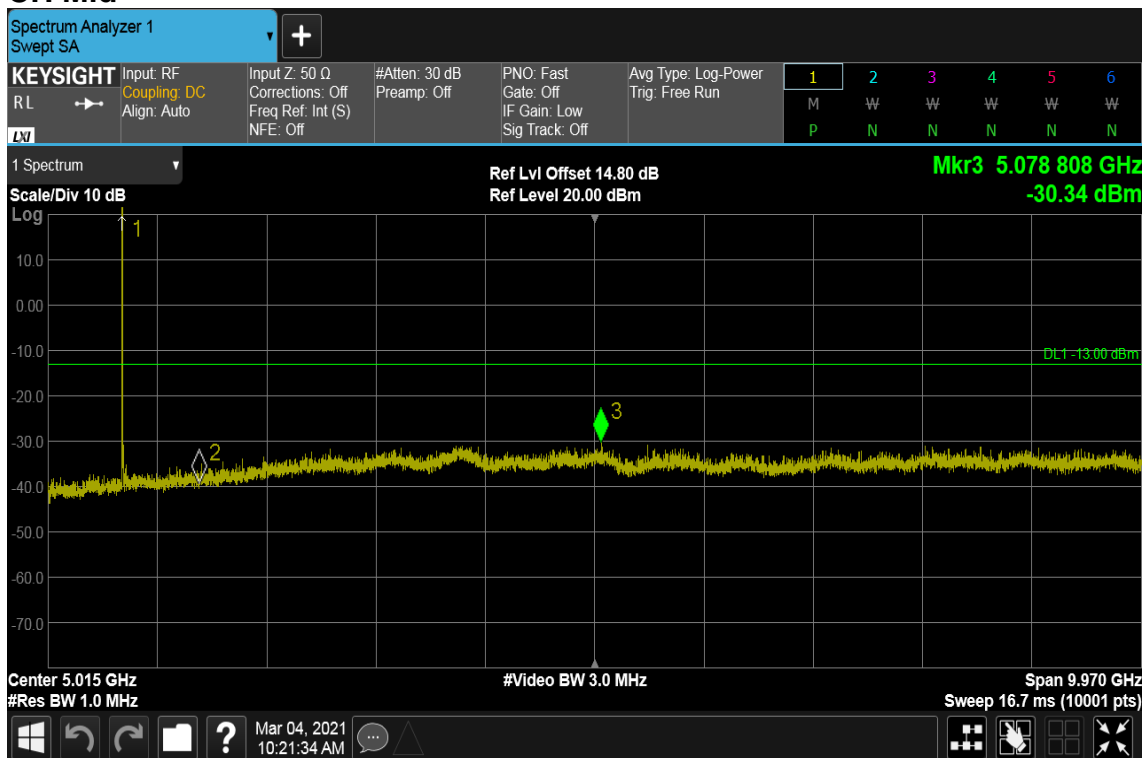 Spectrum Analyzer 1
Swept SA
+
KEYSIGHT
RL
LXI
Input: RF
Coupling: DC
Align: Auto
Input Z: 50 Ω
Corrections: Off
Freq Ref: Int (S)
NFE: Off
#Atten: 30 dB
Preamp: Off
PNO: Fast
Gate: Off
IF Gain: Low
Sig Track: Off
Avg Type: Log-Power
Trig: Free Run
1 2 3 4 5 6
M W W W W W
P N N N N N
1 Spectrum
Scale/Div 10 dB
Ref Lvl Offset 14.80 dB
Ref Level 20.00 dBm
Mkr3 5.078 808 GHz
-30.34 dBm
Log
1
10.0
0.00
-10.0
DL1 -13.00 dBm
-20.0
3
-30.0
2
-40.0
-50.0
-60.0
-70.0
Center 5.015 GHz
#Video BW 3.0 MHz
Span 9.970 GHz
#Res BW 1.0 MHz
Sweep 16.7 ms (10001 pts)
?
Mar 04, 2021
10:21:34 AM